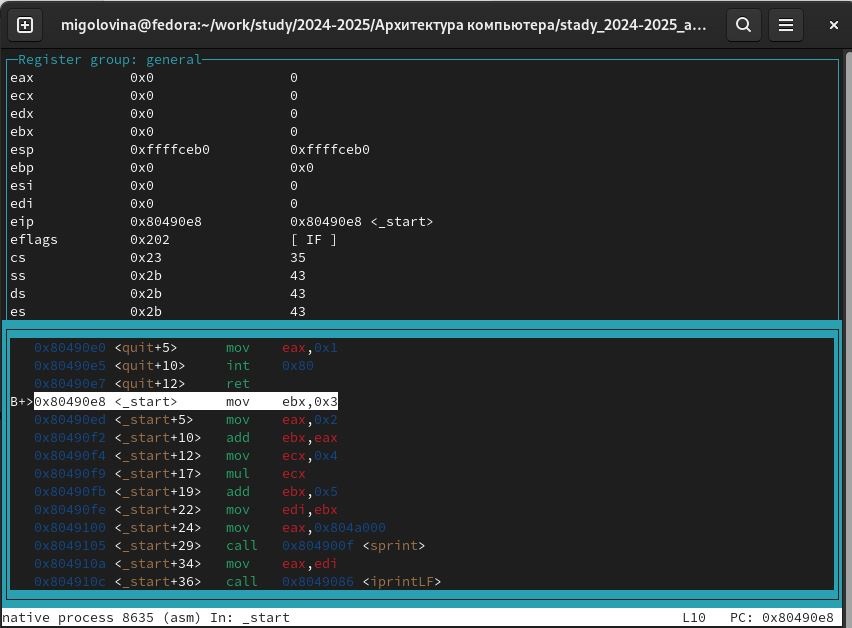 migolovina@fedora:~/work/study/2024-2025/Архитектура компьютера/stady_2024-2025_a...
Register group: general
eax 0x0 0
ecx 0x0 0
edx 0x0 0
ebx 0x0 0
esp 0xffffceb0 0xffffceb0
ebp 0x0 0x0
esi 0x0 0
edi 0x0 0
eip 0x80490e8 0x80490e8 <_start>
eflags 0x202 [ IF ]
cs 0x23 35
ss 0x2b 43
ds 0x2b 43
es 0x2b 43
0x80490e0 <quit+5> mov eax,0x1
0x80490e5 <quit+10> int 0x80
0x80490e7 <quit+12> ret
B+>0x80490e8 <_start> mov ebx,0x3
0x80490ed <_start+5> mov eax,0x2
0x80490f2 <_start+10> add ebx,eax
0x80490f4 <_start+12> mov ecx,0x4
0x80490f9 <_start+17> mul ecx
0x80490fb <_start+19> add ebx,0x5
0x80490fe <_start+22> mov edi,ebx
0x8049100 <_start+24> mov eax,0x804a000
0x8049105 <_start+29> call 0x804900f <sprint>
0x804910a <_start+34> mov eax,edi
0x804910c <_start+36> call 0x8049086 <iprintLF>
native process 8635 (asm) In: _start L10 PC: 0x80490e8